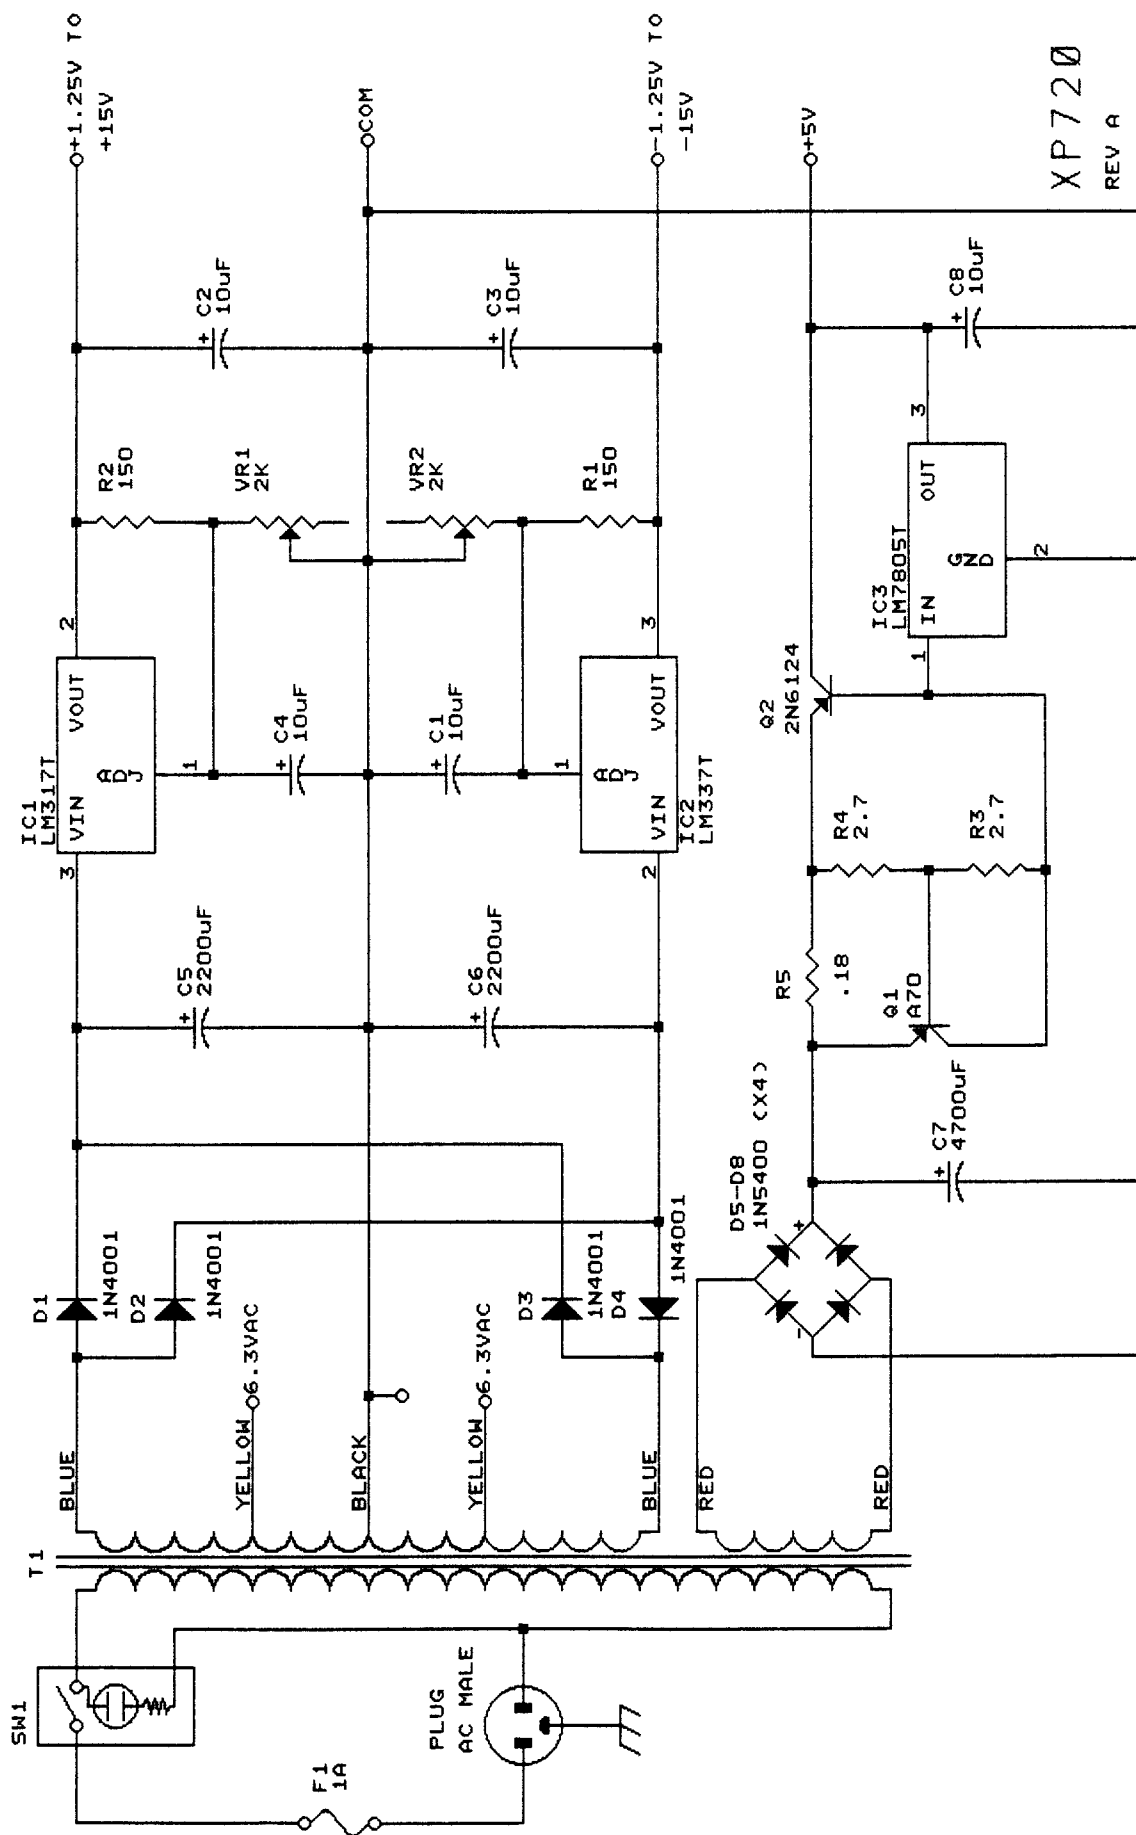 SW1
F1
1A
PLUG
AC MALE
T1
BLUE
YELLOW
6.3VAC
BLACK
YELLOW
6.3VAC
BLUE
RED
RED
D1
1N4001
D2
1N4001
D3
1N4001
D4
1N4001
C5
2200uF
+
C6
2200uF
+
IC1
LM317T
3
VIN
VOUT
2
ADJ
1
C4
10uF
+
C1
10uF
+
1
ADJ
2
VIN
VOUT
3
IC2
LM337T
R2
150
VR1
2K
VR2
2K
R1
150
C2
10uF
+
C3
10uF
+
+1.25V TO
+15V
COM
-1.25V TO
-15V
D5-D8
1N5400 (X4)
+
-
C7
4700uF
+
R5
.18
Q1
A70
R4
2.7
R3
2.7
Q2
2N6124
IC3
LM7805T
1
IN
OUT
3
GND
2
C8
10uF
+
+5V
XP720
REV A